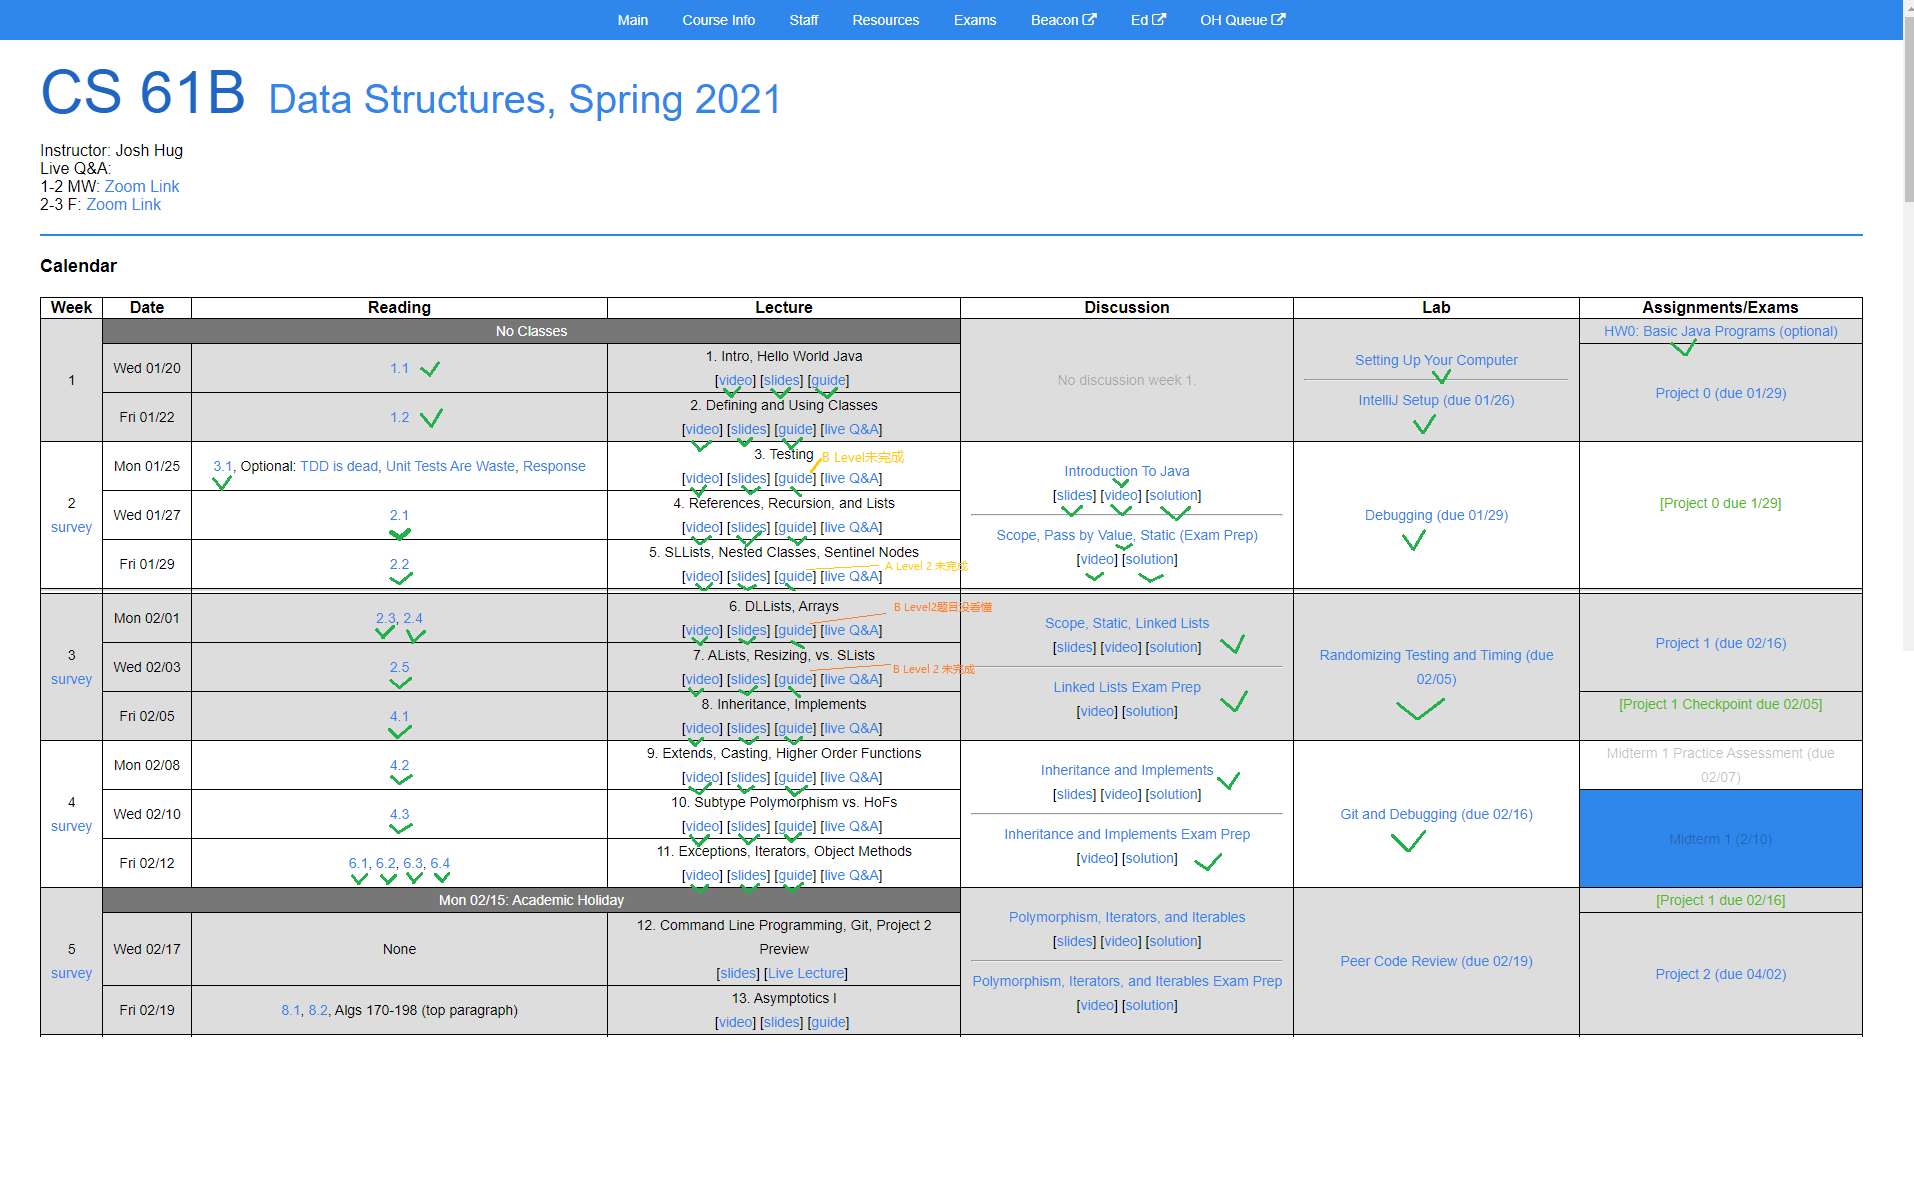 Main Course Info Staff Resources Exams Beacon Ed OH Queue
CS 61B Data Structures, Spring 2021
Instructor: Josh Hug
Live Q&A:
1-2 MW: Zoom Link
2-3 F: Zoom Link
Calendar
Week Date Reading Lecture Discussion Lab Assignments/Exams
1
No Classes
Wed 01/20
1.1
1. Intro, Hello World Java
[video] [slides] [guide]
Fri 01/22
1.2
2. Defining and Using Classes
[video] [slides] [guide] [live Q&A]
No discussion week 1.
Setting Up Your Computer
IntelliJ Setup (due 01/26)
HW0: Basic Java Programs (optional)
Project 0 (due 01/29)
2
survey
Mon 01/25
3.1, Optional: TDD is dead, Unit Tests Are Waste, Response
3. Testing
B Level未完成
[video] [slides] [guide] [live Q&A]
Wed 01/27
2.1
4. References, Recursion, and Lists
[video] [slides] [guide] [live Q&A]
Fri 01/29
2.2
5. SLLists, Nested Classes, Sentinel Nodes
A Level 2 未完成
[video] [slides] [guide] [live Q&A]
Introduction To Java
[slides] [video] [solution]
Scope, Pass by Value, Static (Exam Prep)
[video] [solution]
Debugging (due 01/29)
[Project 0 due 1/29]
3
survey
Mon 02/01
2.3, 2.4
6. DLLists, Arrays
B Level2题目没看懂
[video] [slides] [guide] [live Q&A]
Wed 02/03
2.5
7. ALists, Resizing, vs. SLists
B Level 2 未完成
[video] [slides] [guide] [live Q&A]
Fri 02/05
4.1
8. Inheritance, Implements
[video] [slides] [guide] [live Q&A]
Scope, Static, Linked Lists
[slides] [video] [solution]
Linked Lists Exam Prep
[video] [solution]
Randomizing Testing and Timing (due
02/05)
Project 1 (due 02/16)
[Project 1 Checkpoint due 02/05]
4
survey
Mon 02/08
4.2
9. Extends, Casting, Higher Order Functions
[video] [slides] [guide] [live Q&A]
Wed 02/10
4.3
10. Subtype Polymorphism vs. HoFs
[video] [slides] [guide] [live Q&A]
Fri 02/12
6.1, 6.2, 6.3, 6.4
11. Exceptions, Iterators, Object Methods
[video] [slides] [guide] [live Q&A]
Inheritance and Implements
[slides] [video] [solution]
Inheritance and Implements Exam Prep
[video] [solution]
Git and Debugging (due 02/16)
Midterm 1 Practice Assessment (due
02/07)
Midterm 1 (2/10)
5
survey
Mon 02/15: Academic Holiday
Wed 02/17
None
12. Command Line Programming, Git, Project 2
Preview
[slides] [Live Lecture]
Fri 02/19
8.1, 8.2, Algs 170-198 (top paragraph)
13. Asymptotics I
[video] [slides] [guide]
Polymorphism, Iterators, and Iterables
[slides] [video] [solution]
Polymorphism, Iterators, and Iterables Exam Prep
[video] [solution]
Peer Code Review (due 02/19)
[Project 1 due 02/16]
Project 2 (due 04/02)